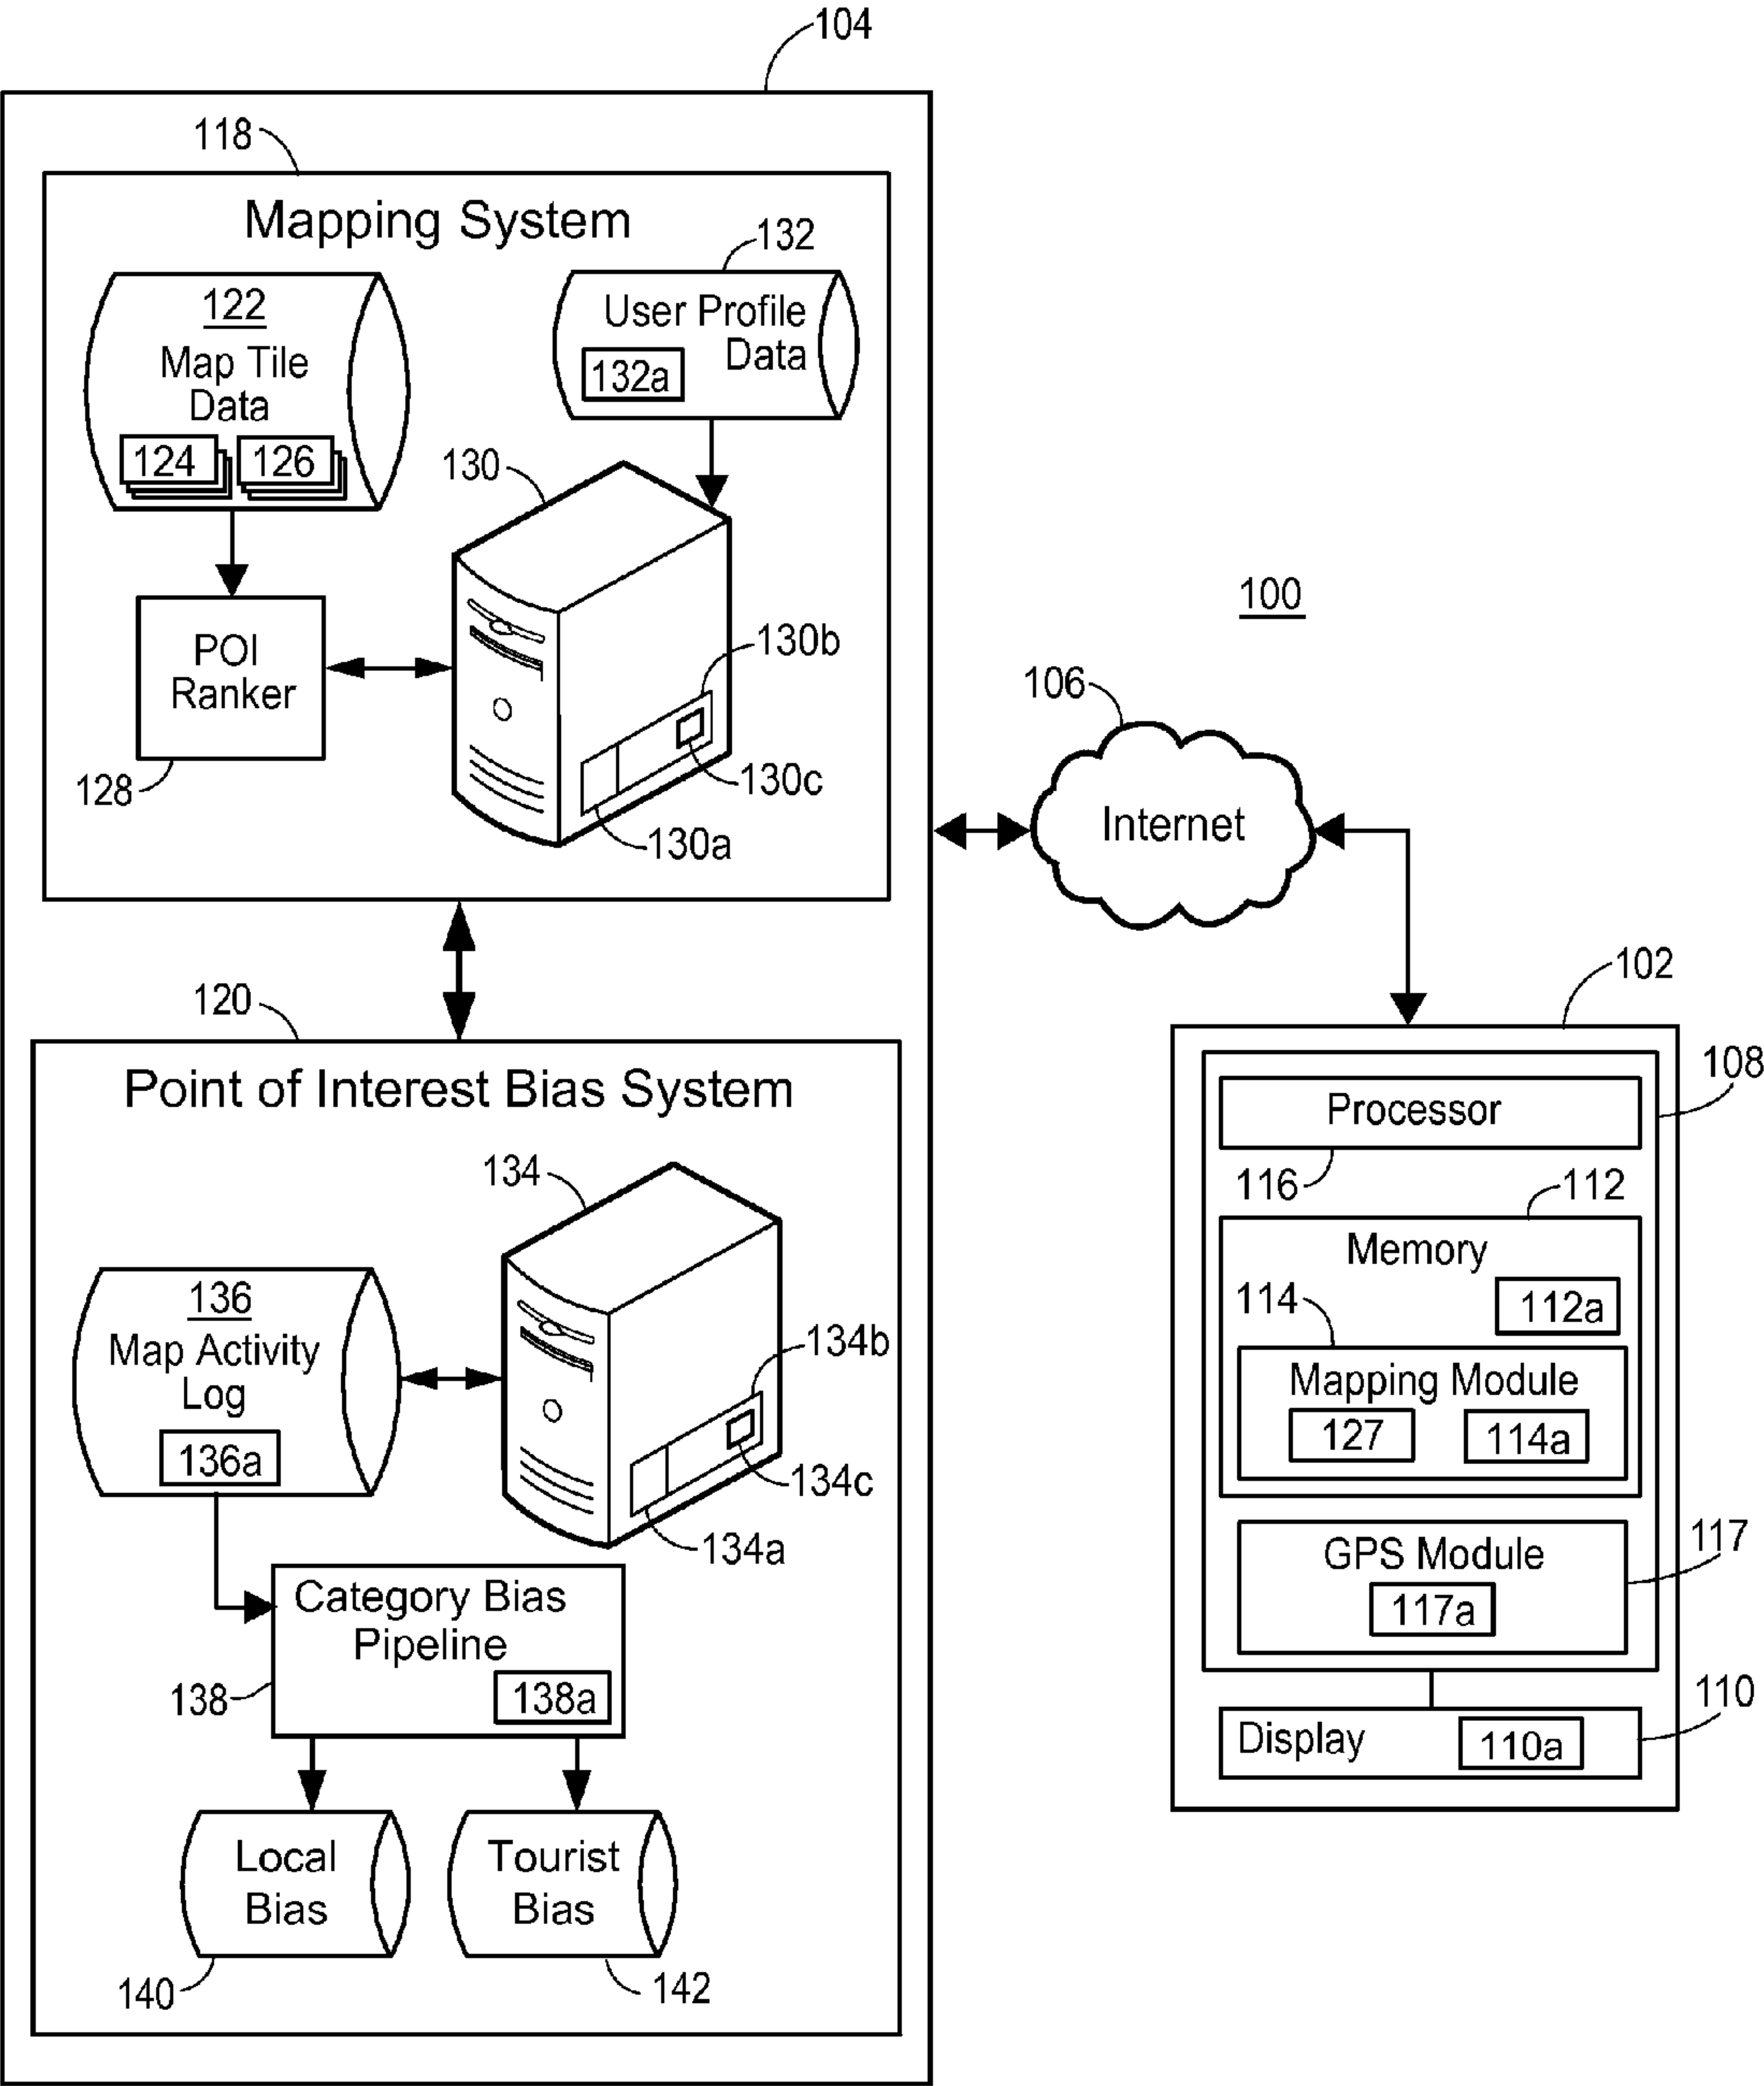 104
118
Mapping System
132
122
Map Tile
Data
124
126
User Profile
Data
132a
130
POI
Ranker
128
130b
130c
130a
100
106
Internet
120
Point of Interest Bias System
134
136
Map Activity
Log
136a
134b
134c
134a
Category Bias
Pipeline
138
138a
Local
Bias
140
Tourist
Bias
142
102
108
Processor
116
112
Memory
112a
114
Mapping Module
127
114a
GPS Module
117
117a
110
Display
110a